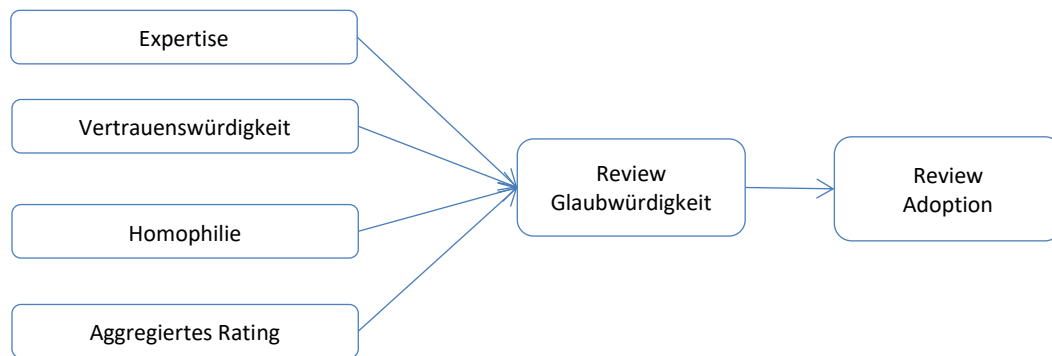 Expertise
Vertrauenswürdigkeit
Homophilie
Aggregiertes Rating
Review
Glaubwürdigkeit
Review
Adoption